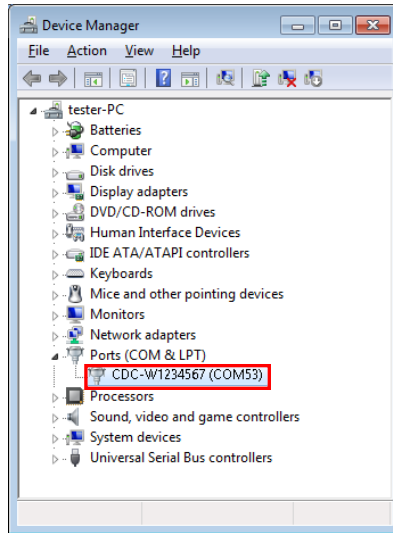 Device Manager
File Action View Help
tester-PC
Batteries
Computer
Disk drives
Display adapters
DVD/CD-ROM drives
Human Interface Devices
IDE ATA/ATAPI controllers
Keyboards
Mice and other pointing devices
Monitors
Network adapters
Ports (COM & LPT)
CDC-W1234567 (COM53)
Processors
Sound, video and game controllers
System devices
Universal Serial Bus controllers